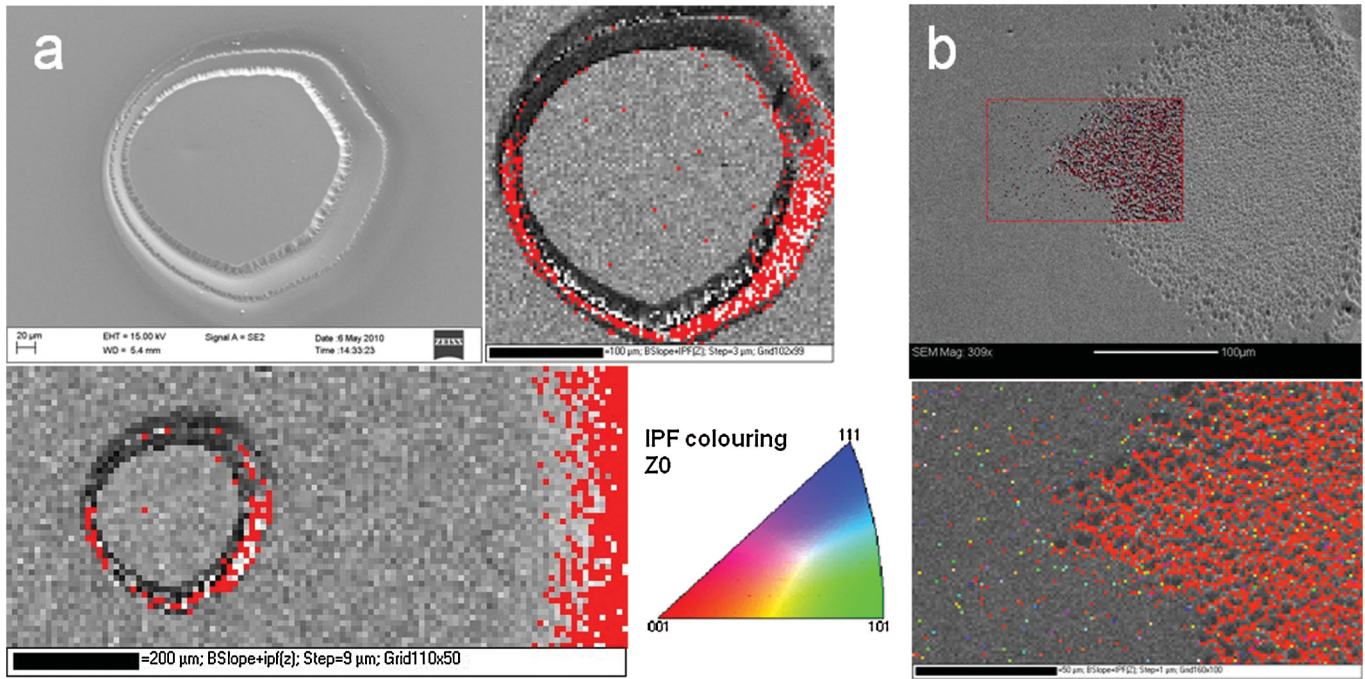 a
20 µm
EHT = 15.00 kV
WD = 5.4 mm
Signal A = SE2
Date :6 May 2010
Time :14:33:23
ZEISS
=100 µm; BSlope+IPF(Z); Step=3 µm; Grid102x99
b
SEM Mag: 309x
100µm
=200 µm; BSlope+ipf(z); Step=9 µm; Grid110x50
IPF colouring
Z0
111
001
101
=50 µm; BSlope+IPF(Z); Step=1 µm; Grid160x100